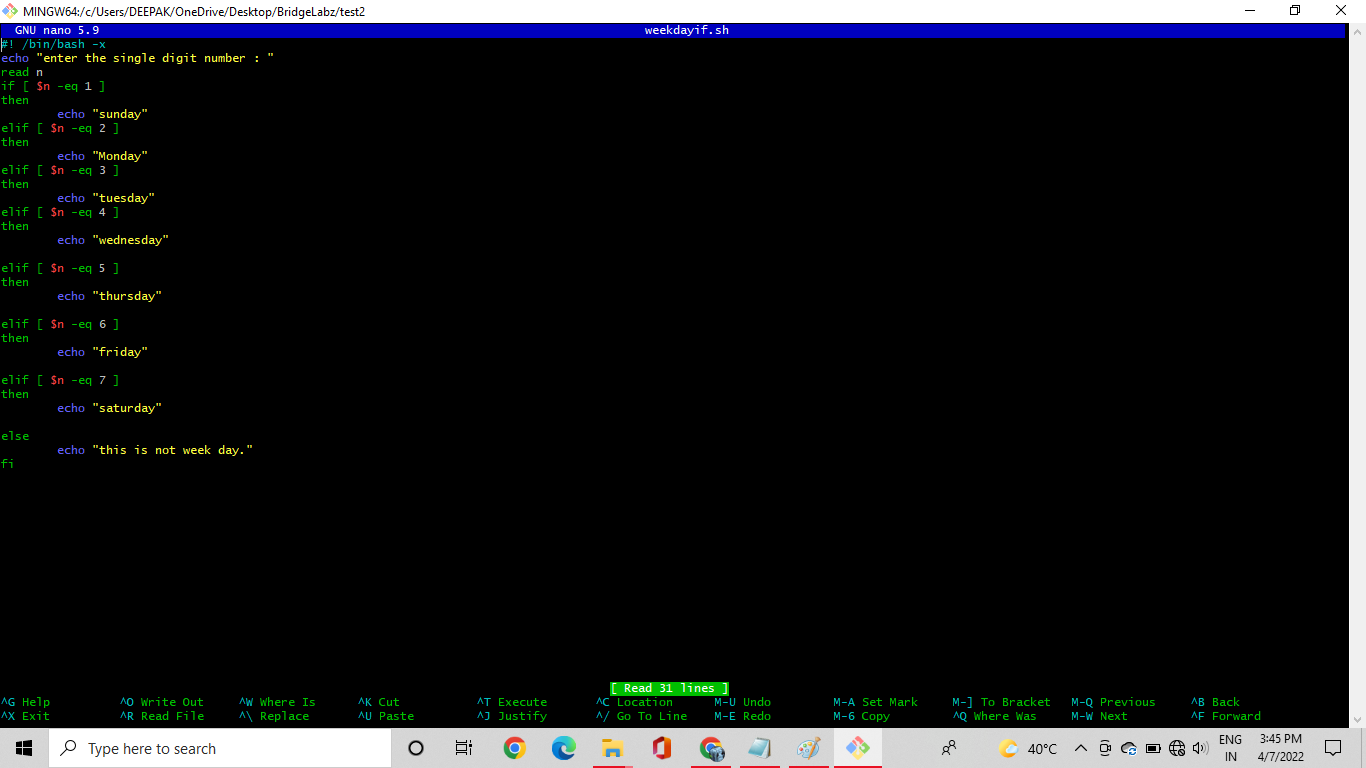 MINGW64:/c/Users/DEEPAK/OneDrive/Desktop/BridgeLabz/test2
GNU nano 5.9 weekdayif.sh
#! /bin/bash -x
echo "enter the single digit number : "
read n
if [ $n -eq 1 ]
then
echo "sunday"
elif [ $n -eq 2 ]
then
echo "Monday"
elif [ $n -eq 3 ]
then
echo "tuesday"
elif [ $n -eq 4 ]
then
echo "wednesday"
elif [ $n -eq 5 ]
then
echo "thursday"
elif [ $n -eq 6 ]
then
echo "friday"
elif [ $n -eq 7 ]
then
echo "saturday"
else
echo "this is not week day."
fi
[ Read 31 lines ]
^G Help ^O Write Out ^W Where Is ^K Cut ^T Execute ^C Location M-U Undo M-A Set Mark M-] To Bracket M-Q Previous ^B Back
^X Exit ^R Read File ^\ Replace ^U Paste ^J Justify ^/ Go To Line M-E Redo M-6 Copy ^Q Where Was M-W Next ^F Forward
Type here to search 40°C ENG IN 3:45 PM 4/7/2022